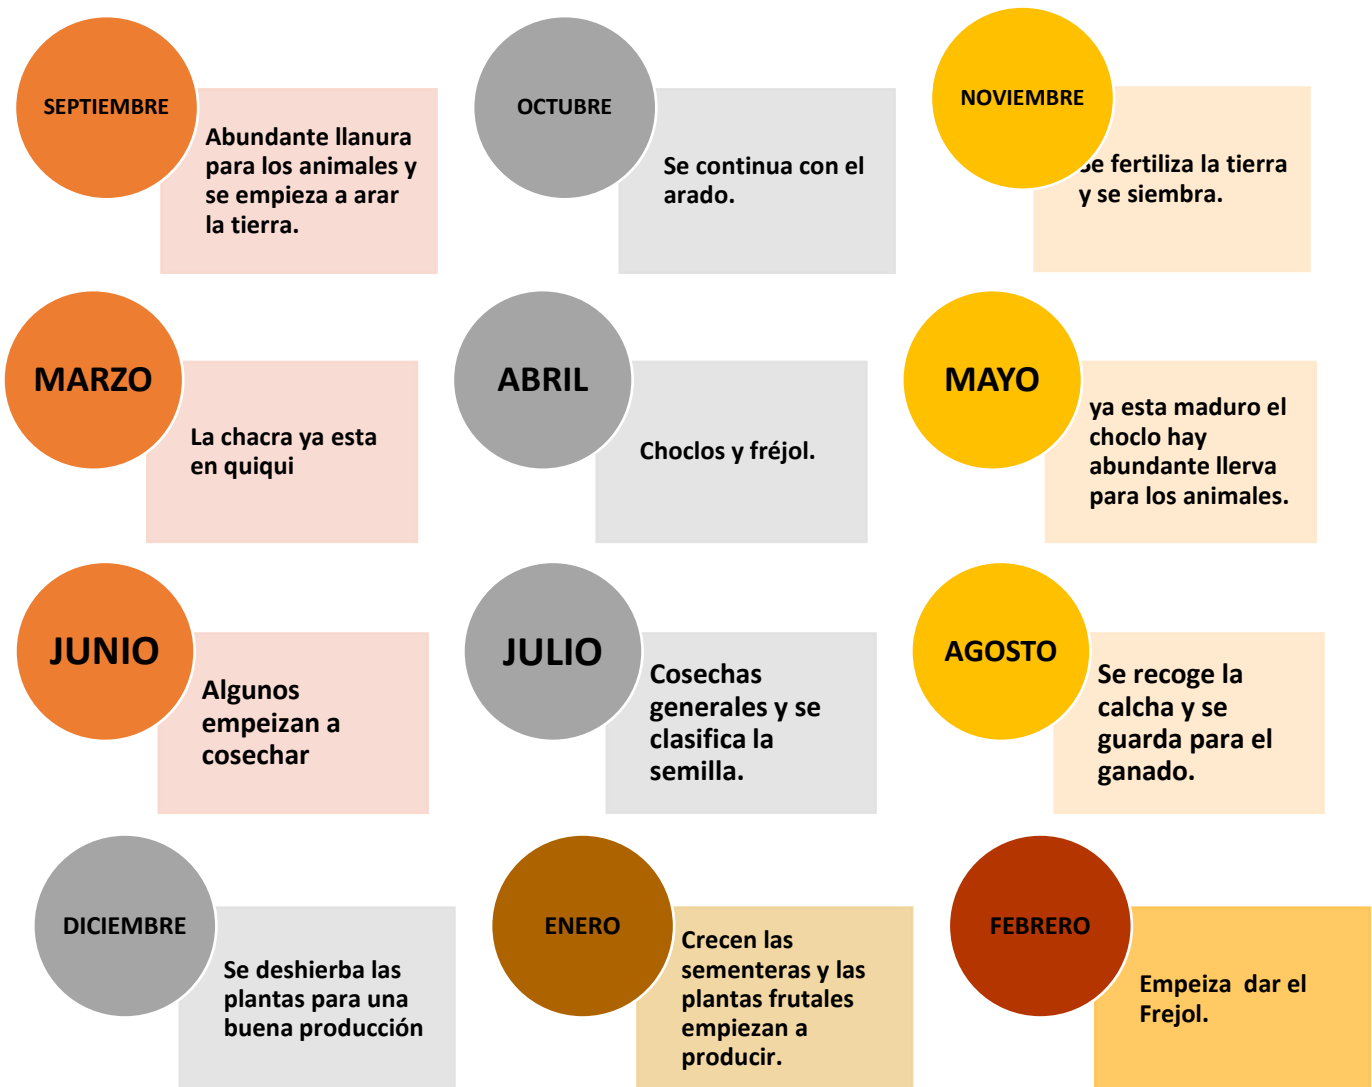 SEPTIEMBRE
Abundante llanura
para los animales y
se empieza a arar
la tierra.
OCTUBRE
Se continua con el
arado.
NOVIEMBRE
Se fertiliza la tierra
y se siembra.
MARZO
La chacra ya esta
en quiqui
ABRIL
Choclos y fréjol.
MAYO
ya esta maduro el
choclo hay
abundante llerva
para los animales.
JUNIO
Algunos
empeizan a
cosechar
JULIO
Cosechas
generales y se
clasifica la
semilla.
AGOSTO
Se recoge la
calcha y se
guarda para el
ganado.
DICIEMBRE
Se deshierba las
plantas para una
buena producción
ENERO
Crecen las
sementeras y las
plantas frutales
empiezan a
producir.
FEBRERO
Empeiza  dar el
Frejol.